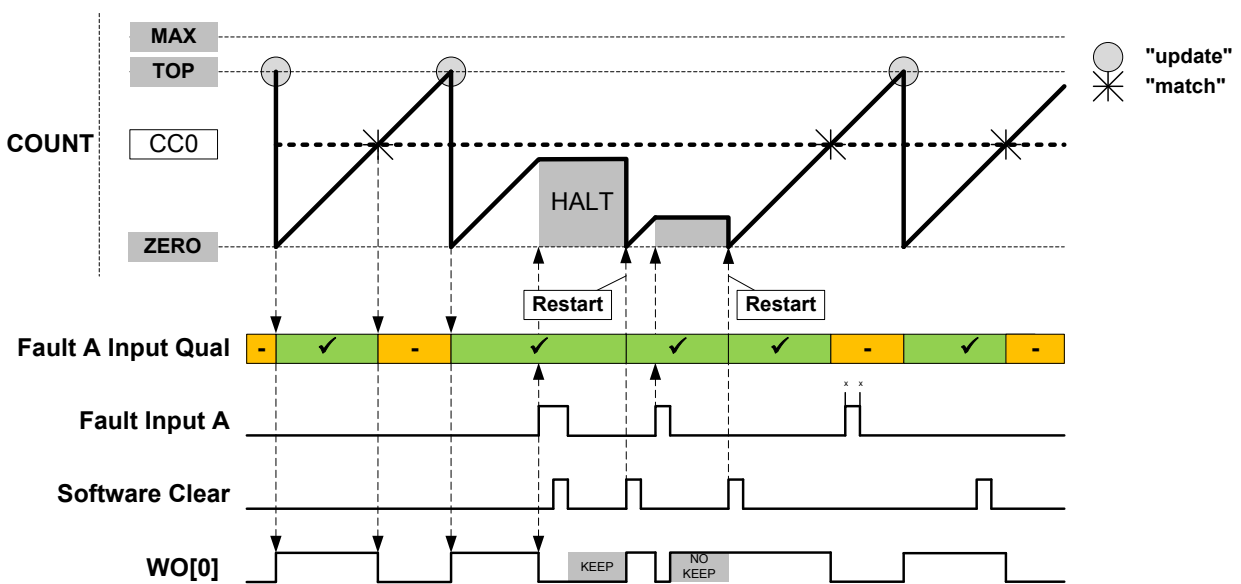 MAX
"update"
TOP
"match"
COUNT
CC0
HALT
ZERO
Restart
Restart
Fault A Input Qual
- ✓ - ✓ ✓ ✓ - ✓ -
x x
Fault Input A
Software Clear
WO[0]
KEEP
NO
KEEP